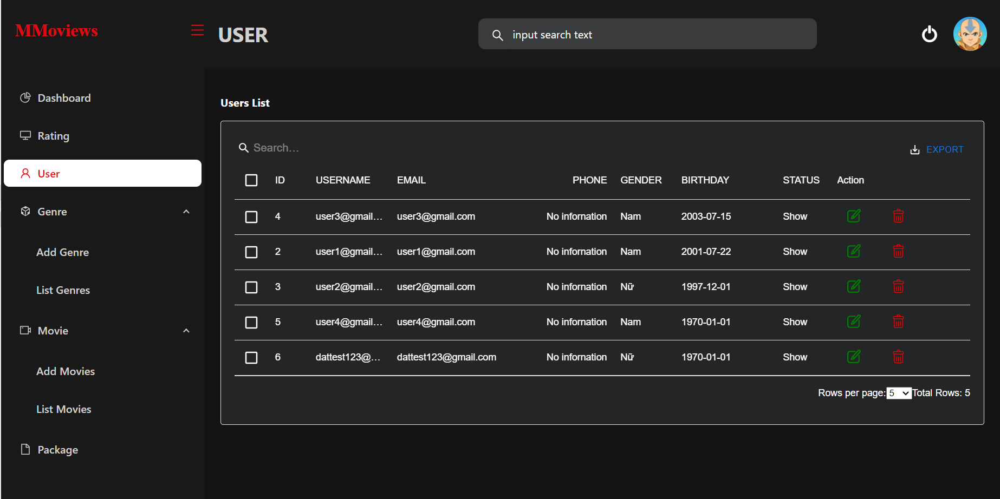 MMoviews
USER
input search text
Dashboard
Rating
User
Genre
Add Genre
List Genres
Movie
Add Movies
List Movies
Package
Users List
Search…
EXPORT
ID USERNAME EMAIL PHONE GENDER BIRTHDAY STATUS Action
4 user3@gmail… user3@gmail.com No infornation Nam 2003-07-15 Show
2 user1@gmail… user1@gmail.com No infornation Nam 2001-07-22 Show
3 user2@gmail… user2@gmail.com No infornation Nữ 1997-12-01 Show
5 user4@gmail… user4@gmail.com No infornation Nam 1970-01-01 Show
6 dattest123@… dattest123@gmail.com No infornation Nữ 1970-01-01 Show
Rows per page: 5 Total Rows: 5